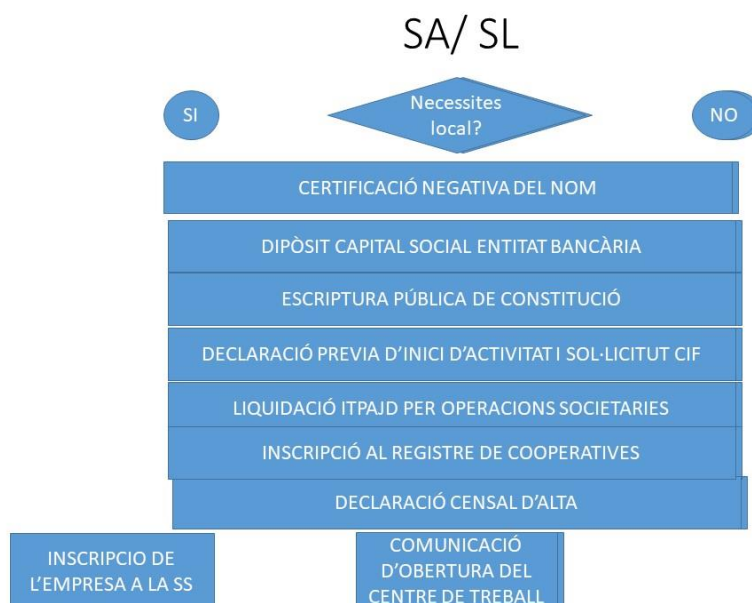 SA/ SL
SI
Necessites
local?
NO
CERTIFICACIÓ NEGATIVA DEL NOM
DIPÒSIT CAPITAL SOCIAL ENTITAT BANCÀRIA
ESCRIPTURA PÚBLICA DE CONSTITUCIÓ
DECLARACIÓ PREVIA D'INICI D'ACTIVITAT I SOL·LICITUT CIF
LIQUIDACIÓ ITPAJD PER OPERACIONS SOCIETARIES
INSCRIPCIÓ AL REGISTRE DE COOPERATIVES
DECLARACIÓ CENSAL D'ALTA
INSCRIPCIO DE
L'EMPRESA A LA SS
COMUNICACIÓ
D'OBERTURA DEL
CENTRE DE TREBALL